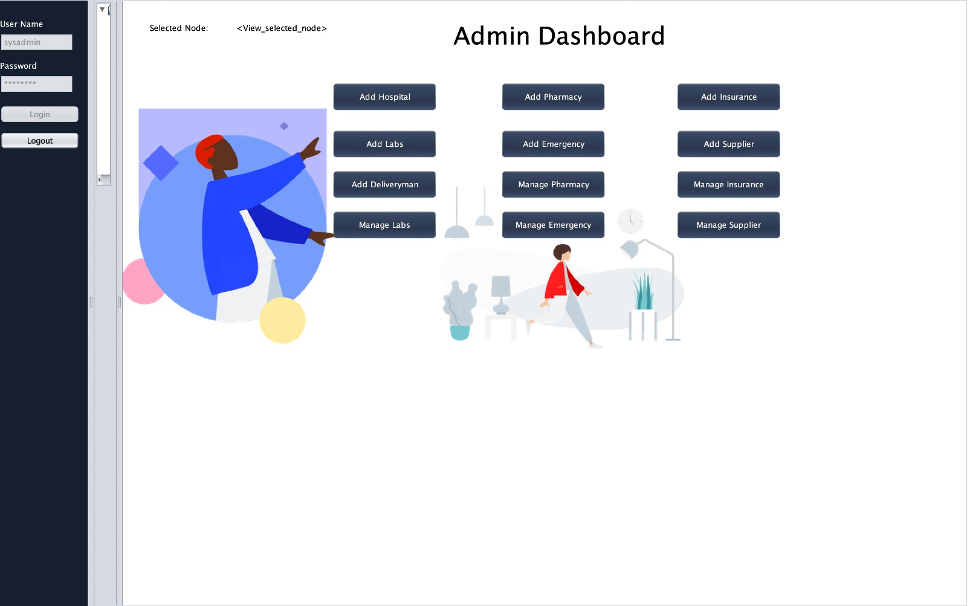 User Name
sysadmin
Password
********
Login
Logout
Selected Node: <View_selected_node>
Admin Dashboard
Add Hospital Add Pharmacy Add Insurance
Add Labs Add Emergency Add Supplier
Add Deliveryman Manage Pharmacy Manage Insurance
Manage Labs Manage Emergency Manage Supplier